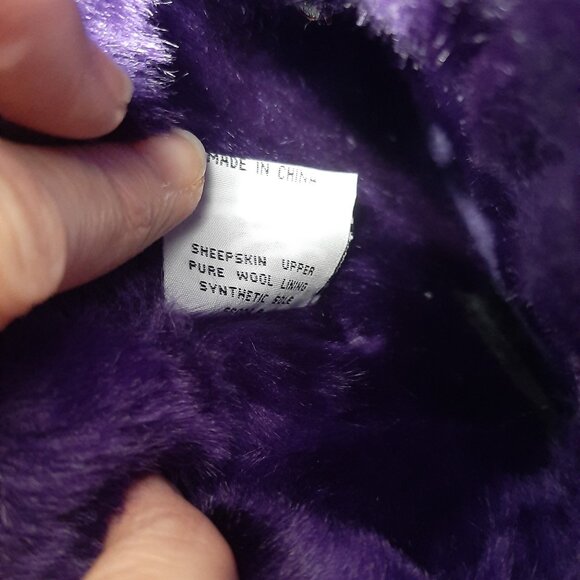 MADE IN CHINA
SHEEPSKIN UPPER
PURE WOOL LINING
SYNTHETIC SOLE